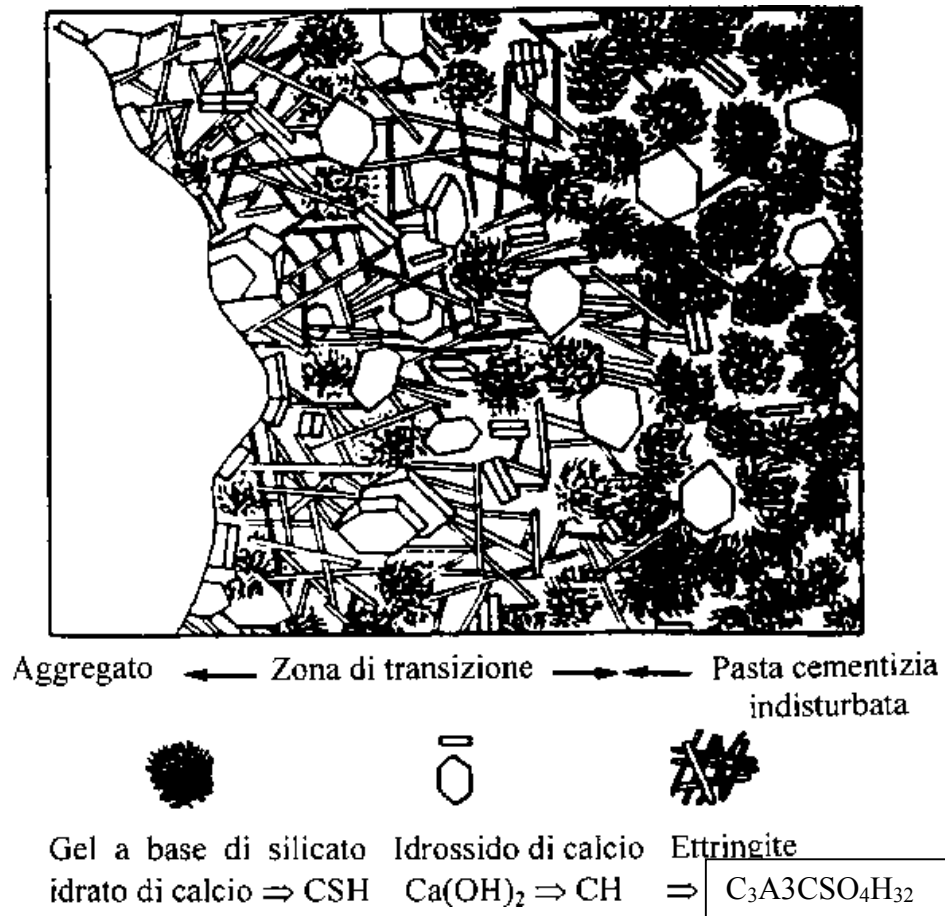 Aggregato ← Zona di transizione →← Pasta cementizia
indisturbata
Gel a base di silicato Idrossido di calcio Ettringite
idrato di calcio ⇒ CSH Ca(OH)₂ ⇒ CH ⇒ C₃A3CSO₄H₃₂